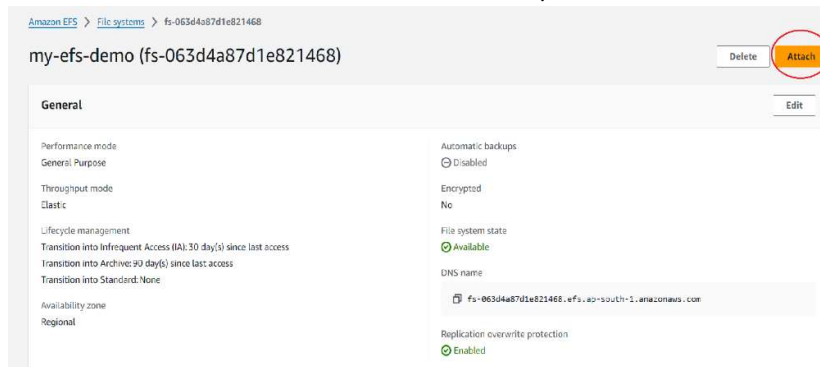 Amazon EFS > File systems > fs-063d4a87d1e821468
my-efs-demo (fs-063d4a87d1e821468)
Delete
Attach
General
Edit
Performance mode
General Purpose
Throughput mode
Elastic
Lifecycle management
Transition into Infrequent Access (IA): 30 day(s) since last access
Transition into Archive: 90 day(s) since last access
Transition into Standard: None
Availability zone
Regional
Automatic backups
Disabled
Encrypted
No
File system state
Available
DNS name
fs-063d4a87d1e821468.efs.ap-south-1.amazonaws.com
Replication overwrite protection
Enabled